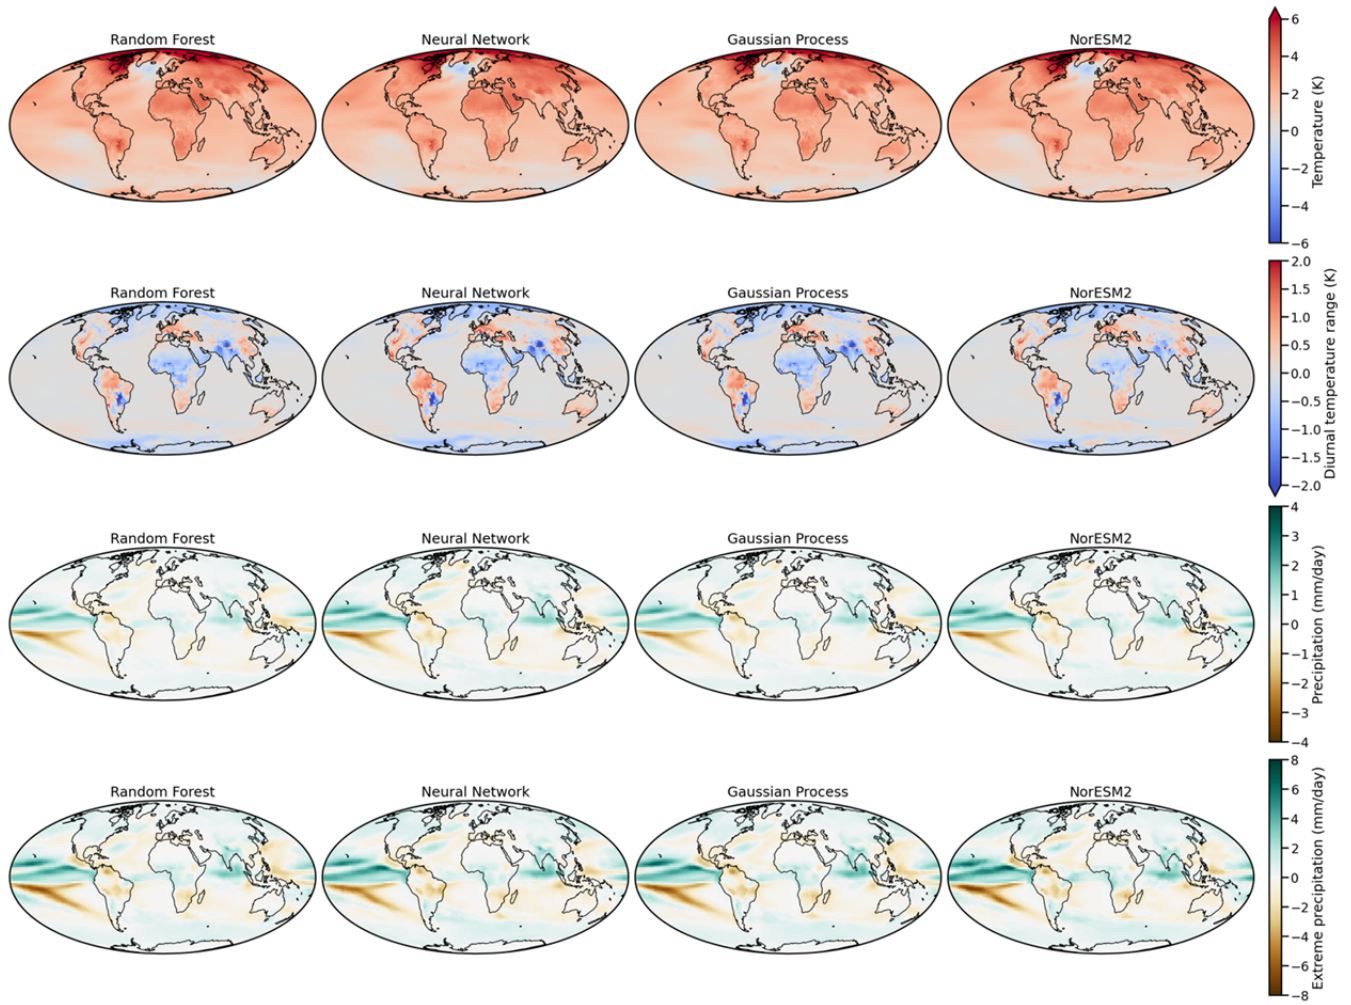 Random Forest
Neural Network
Gaussian Process
NorESM2
6
4
2
0
−2
−4
−6
Temperature (K)
Random Forest
Neural Network
Gaussian Process
NorESM2
2.0
1.5
1.0
0.5
0.0
−0.5
−1.0
−1.5
−2.0
Diurnal temperature range (K)
Random Forest
Neural Network
Gaussian Process
NorESM2
4
3
2
1
0
−1
−2
−3
−4
Precipitation (mm/day)
Random Forest
Neural Network
Gaussian Process
NorESM2
8
6
4
2
0
−2
−4
−6
−8
Extreme precipitation (mm/day)